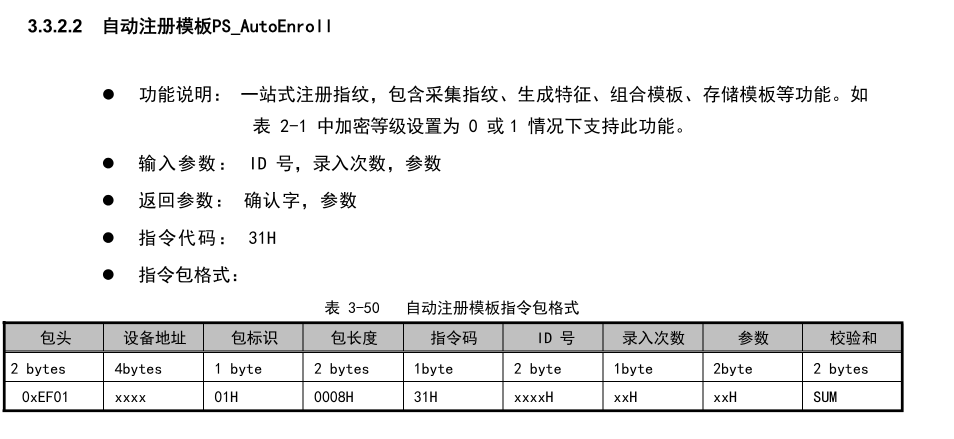 3.3.2.2 自动注册模板PS_AutoEnroll
● 功能说明： 一站式注册指纹，包含采集指纹、生成特征、组合模板、存储模板等功能。如
表 2-1 中加密等级设置为 0 或1 情况下支持此功能。
● 输入参数： ID 号，录入次数，参数
● 返回参数： 确认字，参数
● 指令代码： 31H
● 指令包格式：
表 3-50 自动注册模板指令包格式
包头 设备地址 包标识 包长度 指令码 ID 号 录入次数 参数 校验和
2 bytes 4bytes 1 byte 2 bytes 1byte 2 byte 1byte 2byte 2 bytes
0xEF01 xxxx 01H 0008H 31H xxxxH xxH xxH SUM